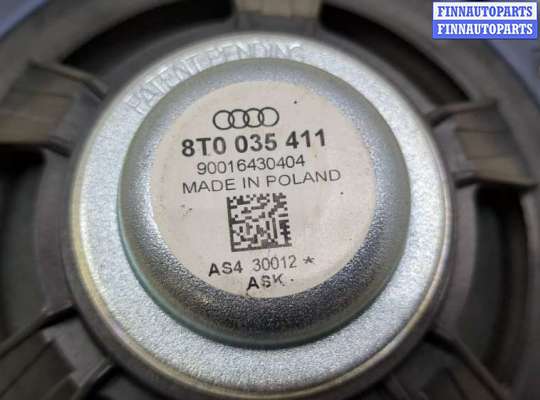 FINNAUTOPARTS
FINNAUTOPARTS
PATENT PENDING
8T0 035 411
90016430404
MADE IN POLAND
AS4 30012 *
ASK